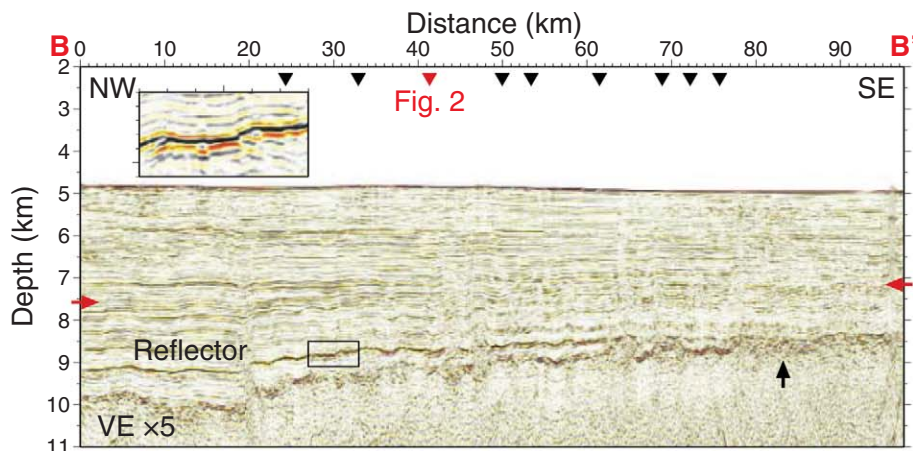 Distance (km)
B 0 10 20 30 40 50 60 70 80 90 B'
2 NW SE
Fig. 2
3
4
5
6
7
8
9
10
11
Depth (km)
Reflector
VE ×5